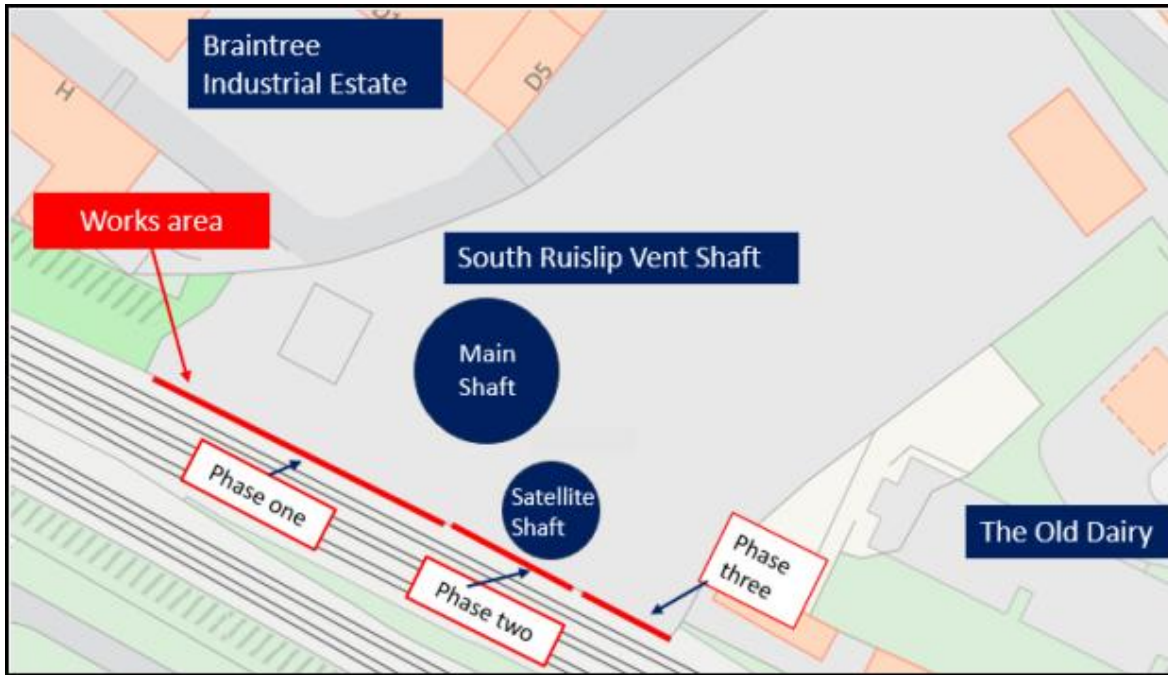 Braintree
Industrial Estate
D5
H
Works area
South Ruislip Vent Shaft
Main
Shaft
Phase one
Satellite
Shaft
Phase
three
The Old Dairy
Phase two